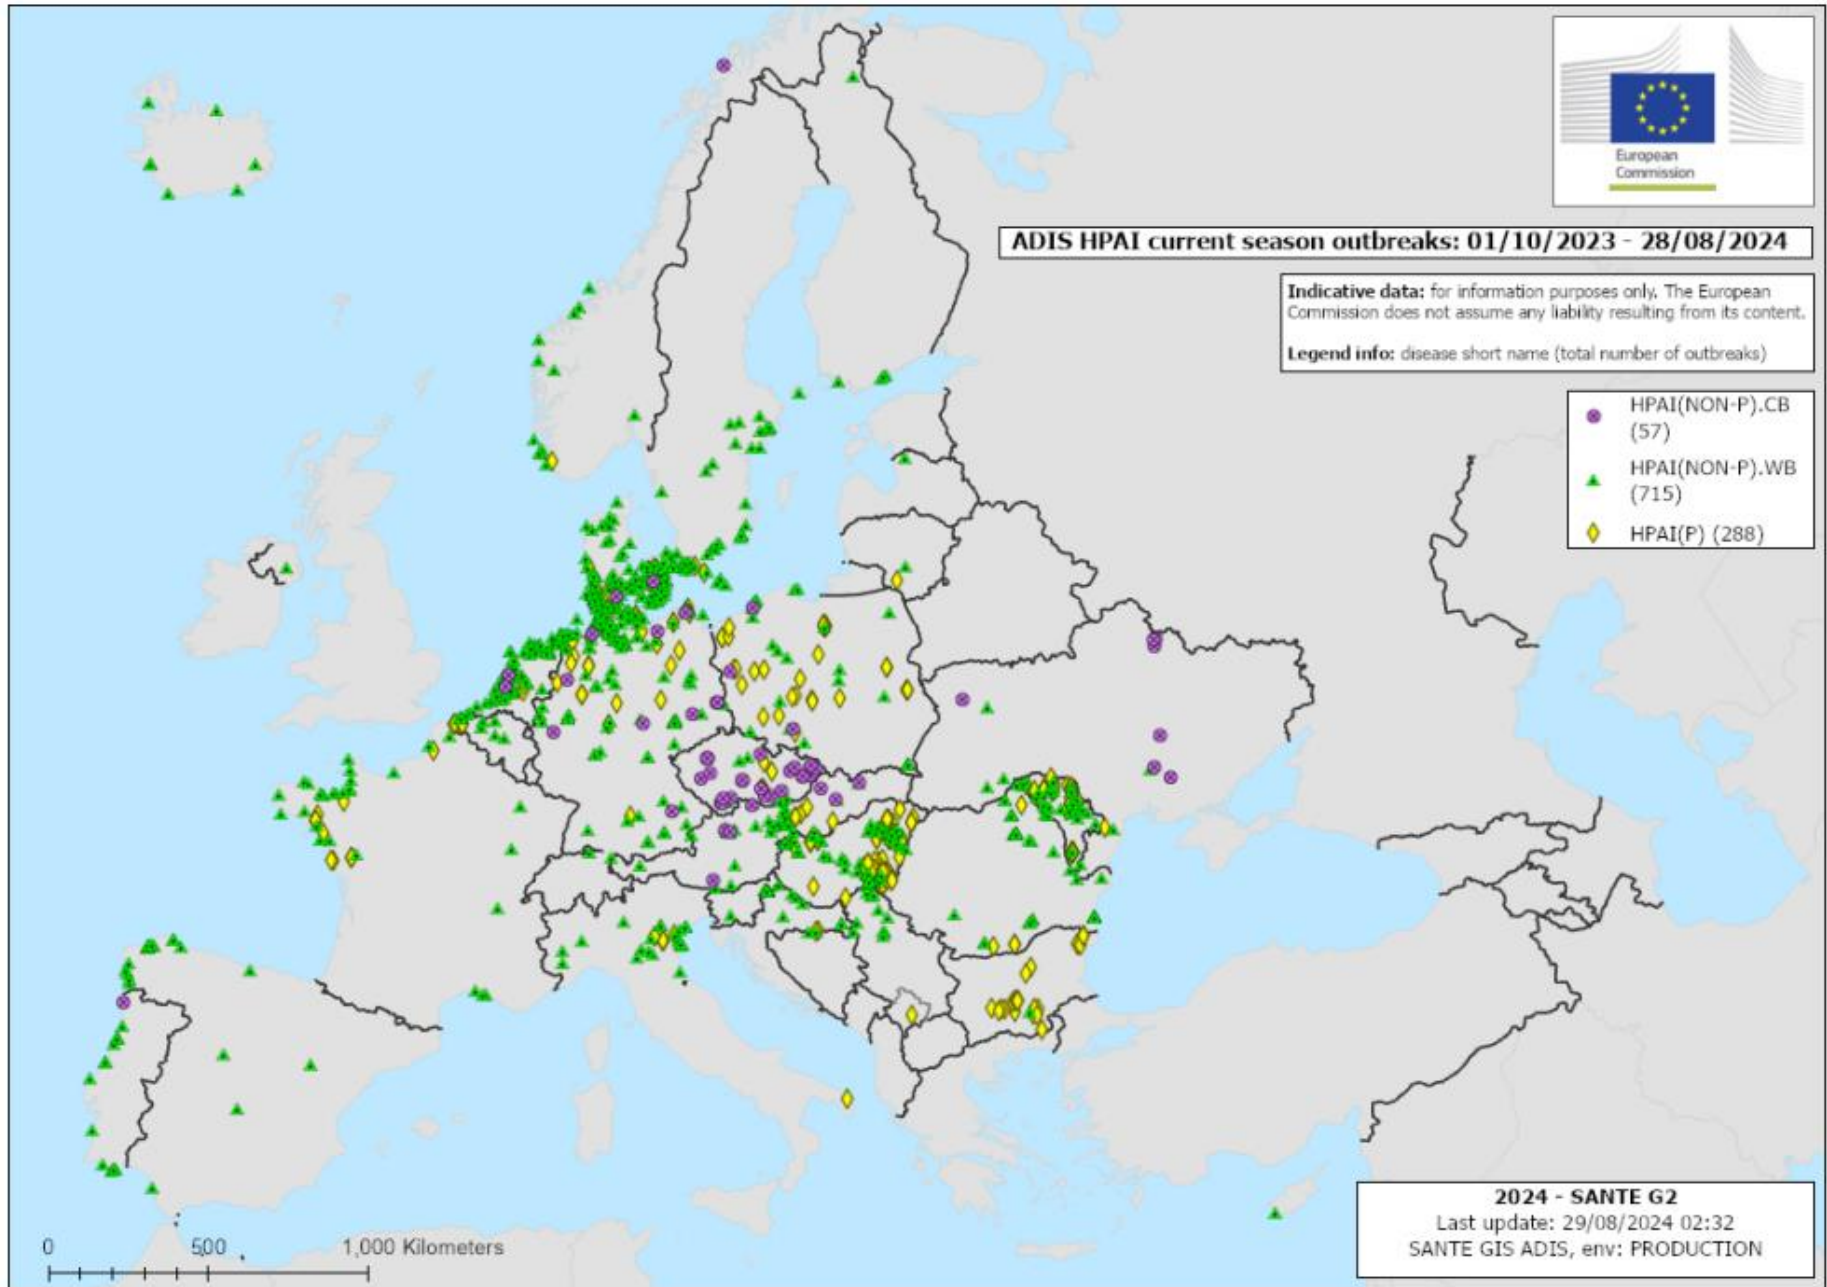 European
Commission
ADIS HPAI current season outbreaks: 01/10/2023 - 28/08/2024
Indicative data: for information purposes only. The European
Commission does not assume any liability resulting from its content.
Legend info: disease short name (total number of outbreaks)
HPAI(NON-P).CB
(57)
HPAI(NON-P).WB
(715)
HPAI(P) (288)
2024 - SANTE G2
Last update: 29/08/2024 02:32
SANTE GIS ADIS, env: PRODUCTION
0 500 1,000 Kilometers